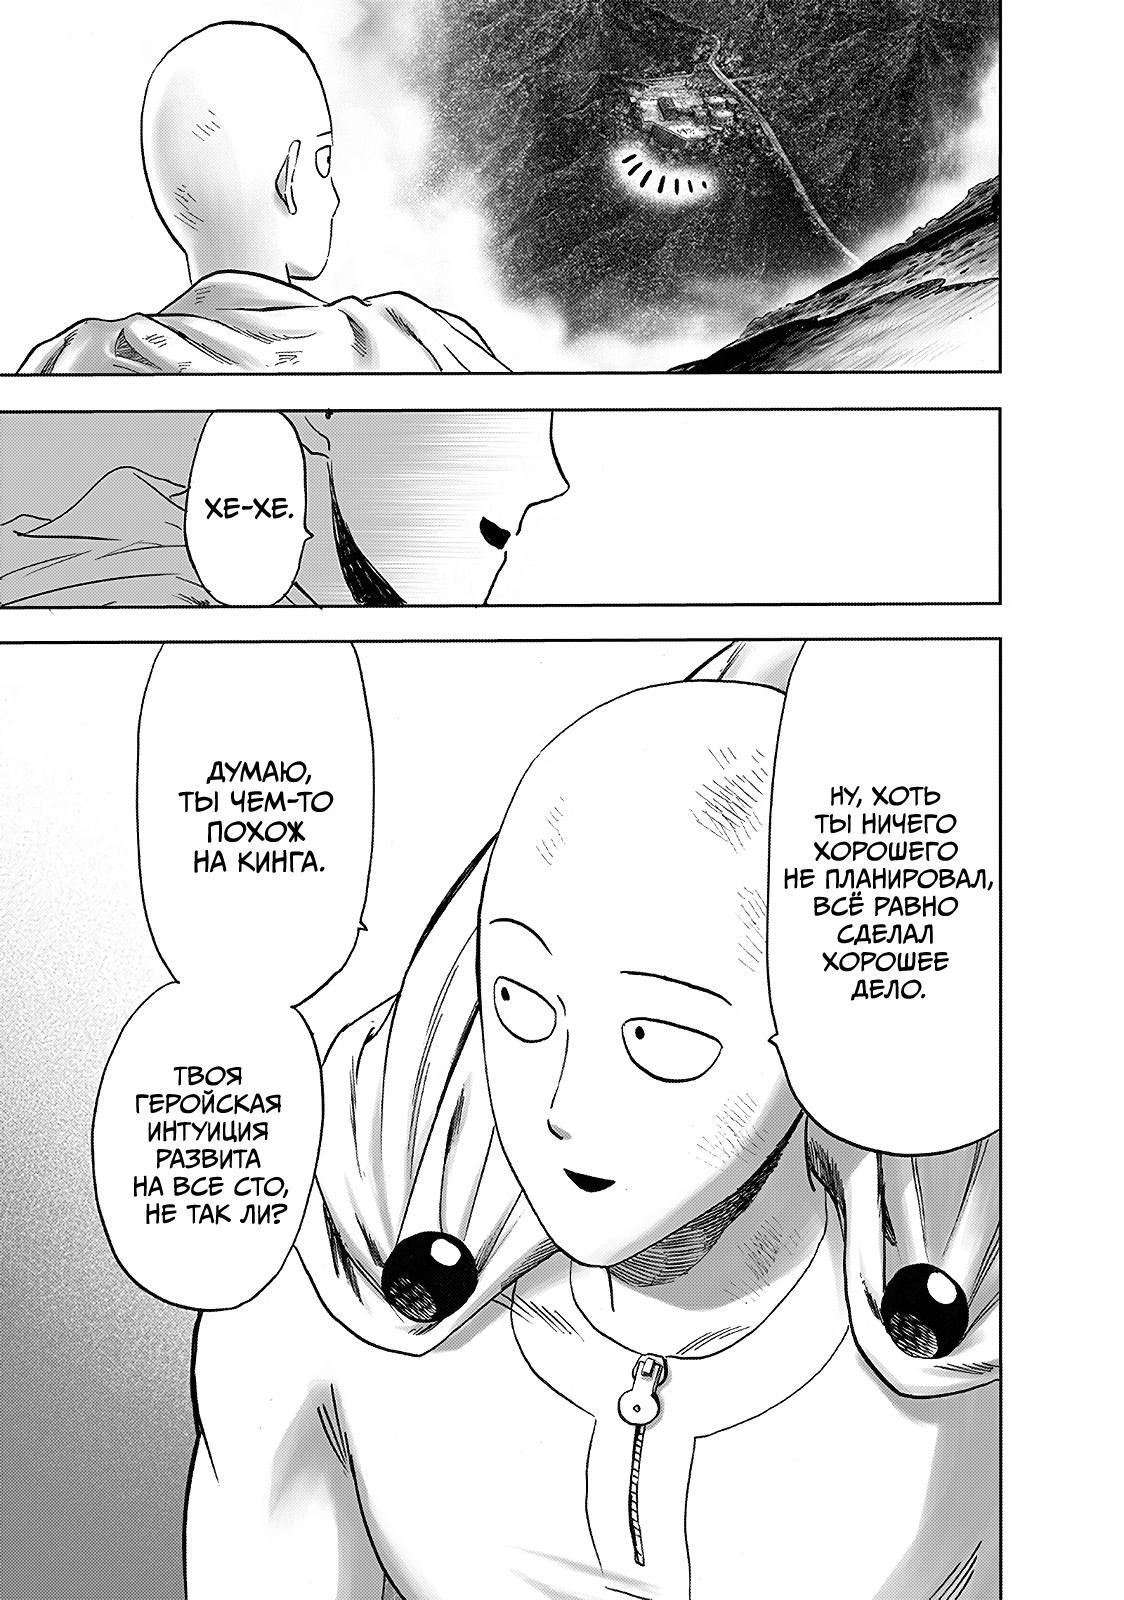 ХЕ-ХЕ.
НУ, ХОТЬ
ТЫ НИЧЕГО
ХОРОШЕГО
НЕ ПЛАНИРОВАЛ,
ВСЁ РАВНО
СДЕЛАЛ
ХОРОШЕЕ
ДЕЛО.
ДУМАЮ,
ТЫ ЧЕМ-ТО
ПОХОЖ
НА КИНГА.
ТВОЯ
ГЕРОЙСКАЯ
ИНТУИЦИЯ
РАЗВИТА
НА ВСЕ СТО,
НЕ ТАК ЛИ?